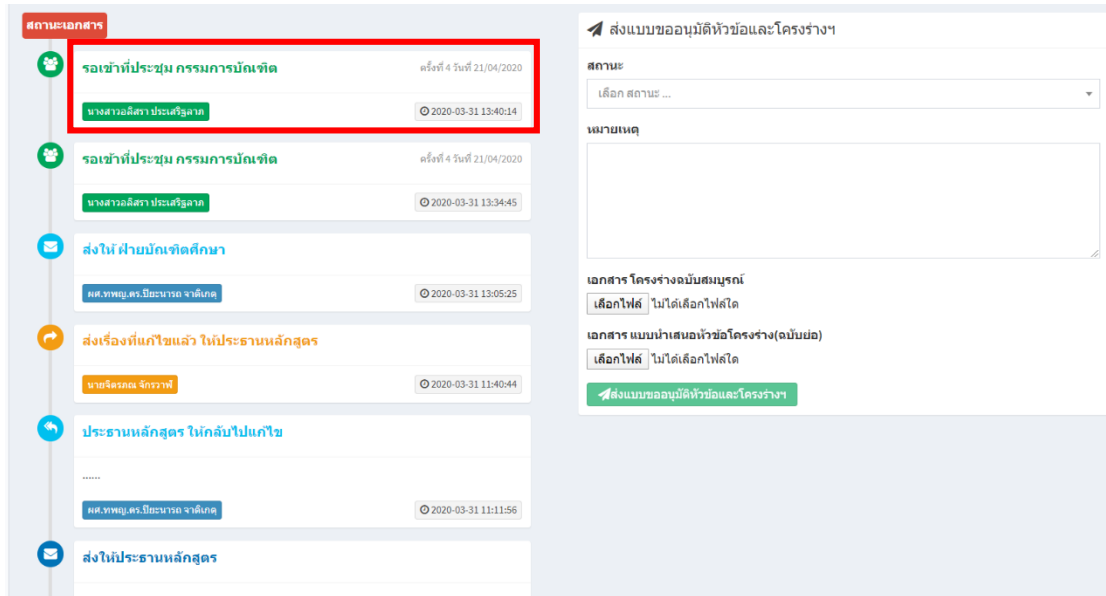 สถานะเอกสาร
รอเข้าที่ประชุม กรรมการบัณฑิต
ครั้งที่ 4 วันที่ 21/04/2020
นางสาวอลิสรา ประเสริฐลาภ
2020-03-31 13:40:14
รอเข้าที่ประชุม กรรมการบัณฑิต
ครั้งที่ 4 วันที่ 21/04/2020
นางสาวอลิสรา ประเสริฐลาภ
2020-03-31 13:34:45
ส่งให้ ฝ่ายบัณฑิตศึกษา
ผศ.ทพญ.ดร.ปิยะนารถ จาติเกตุ
2020-03-31 13:05:25
ส่งเรื่องที่แก้ไขแล้ว ให้ประธานหลักสูตร
นายจิตรภณ จักรวาฬ
2020-03-31 11:40:44
ประธานหลักสูตร ให้กลับไปแก้ไข
......
ผศ.ทพญ.ดร.ปิยะนารถ จาติเกตุ
2020-03-31 11:11:56
ส่งให้ประธานหลักสูตร
ส่งแบบขออนุมัติหัวข้อและโครงร่างฯ
สถานะ
เลือก สถานะ ...
หมายเหตุ
เอกสาร โครงร่างฉบับสมบูรณ์
เลือกไฟล์ ไม่ได้เลือกไฟล์ใด
เอกสาร แบบนำเสนอหัวข้อโครงร่าง(ฉบับย่อ)
เลือกไฟล์ ไม่ได้เลือกไฟล์ใด
ส่งแบบขออนุมัติหัวข้อและโครงร่างฯ